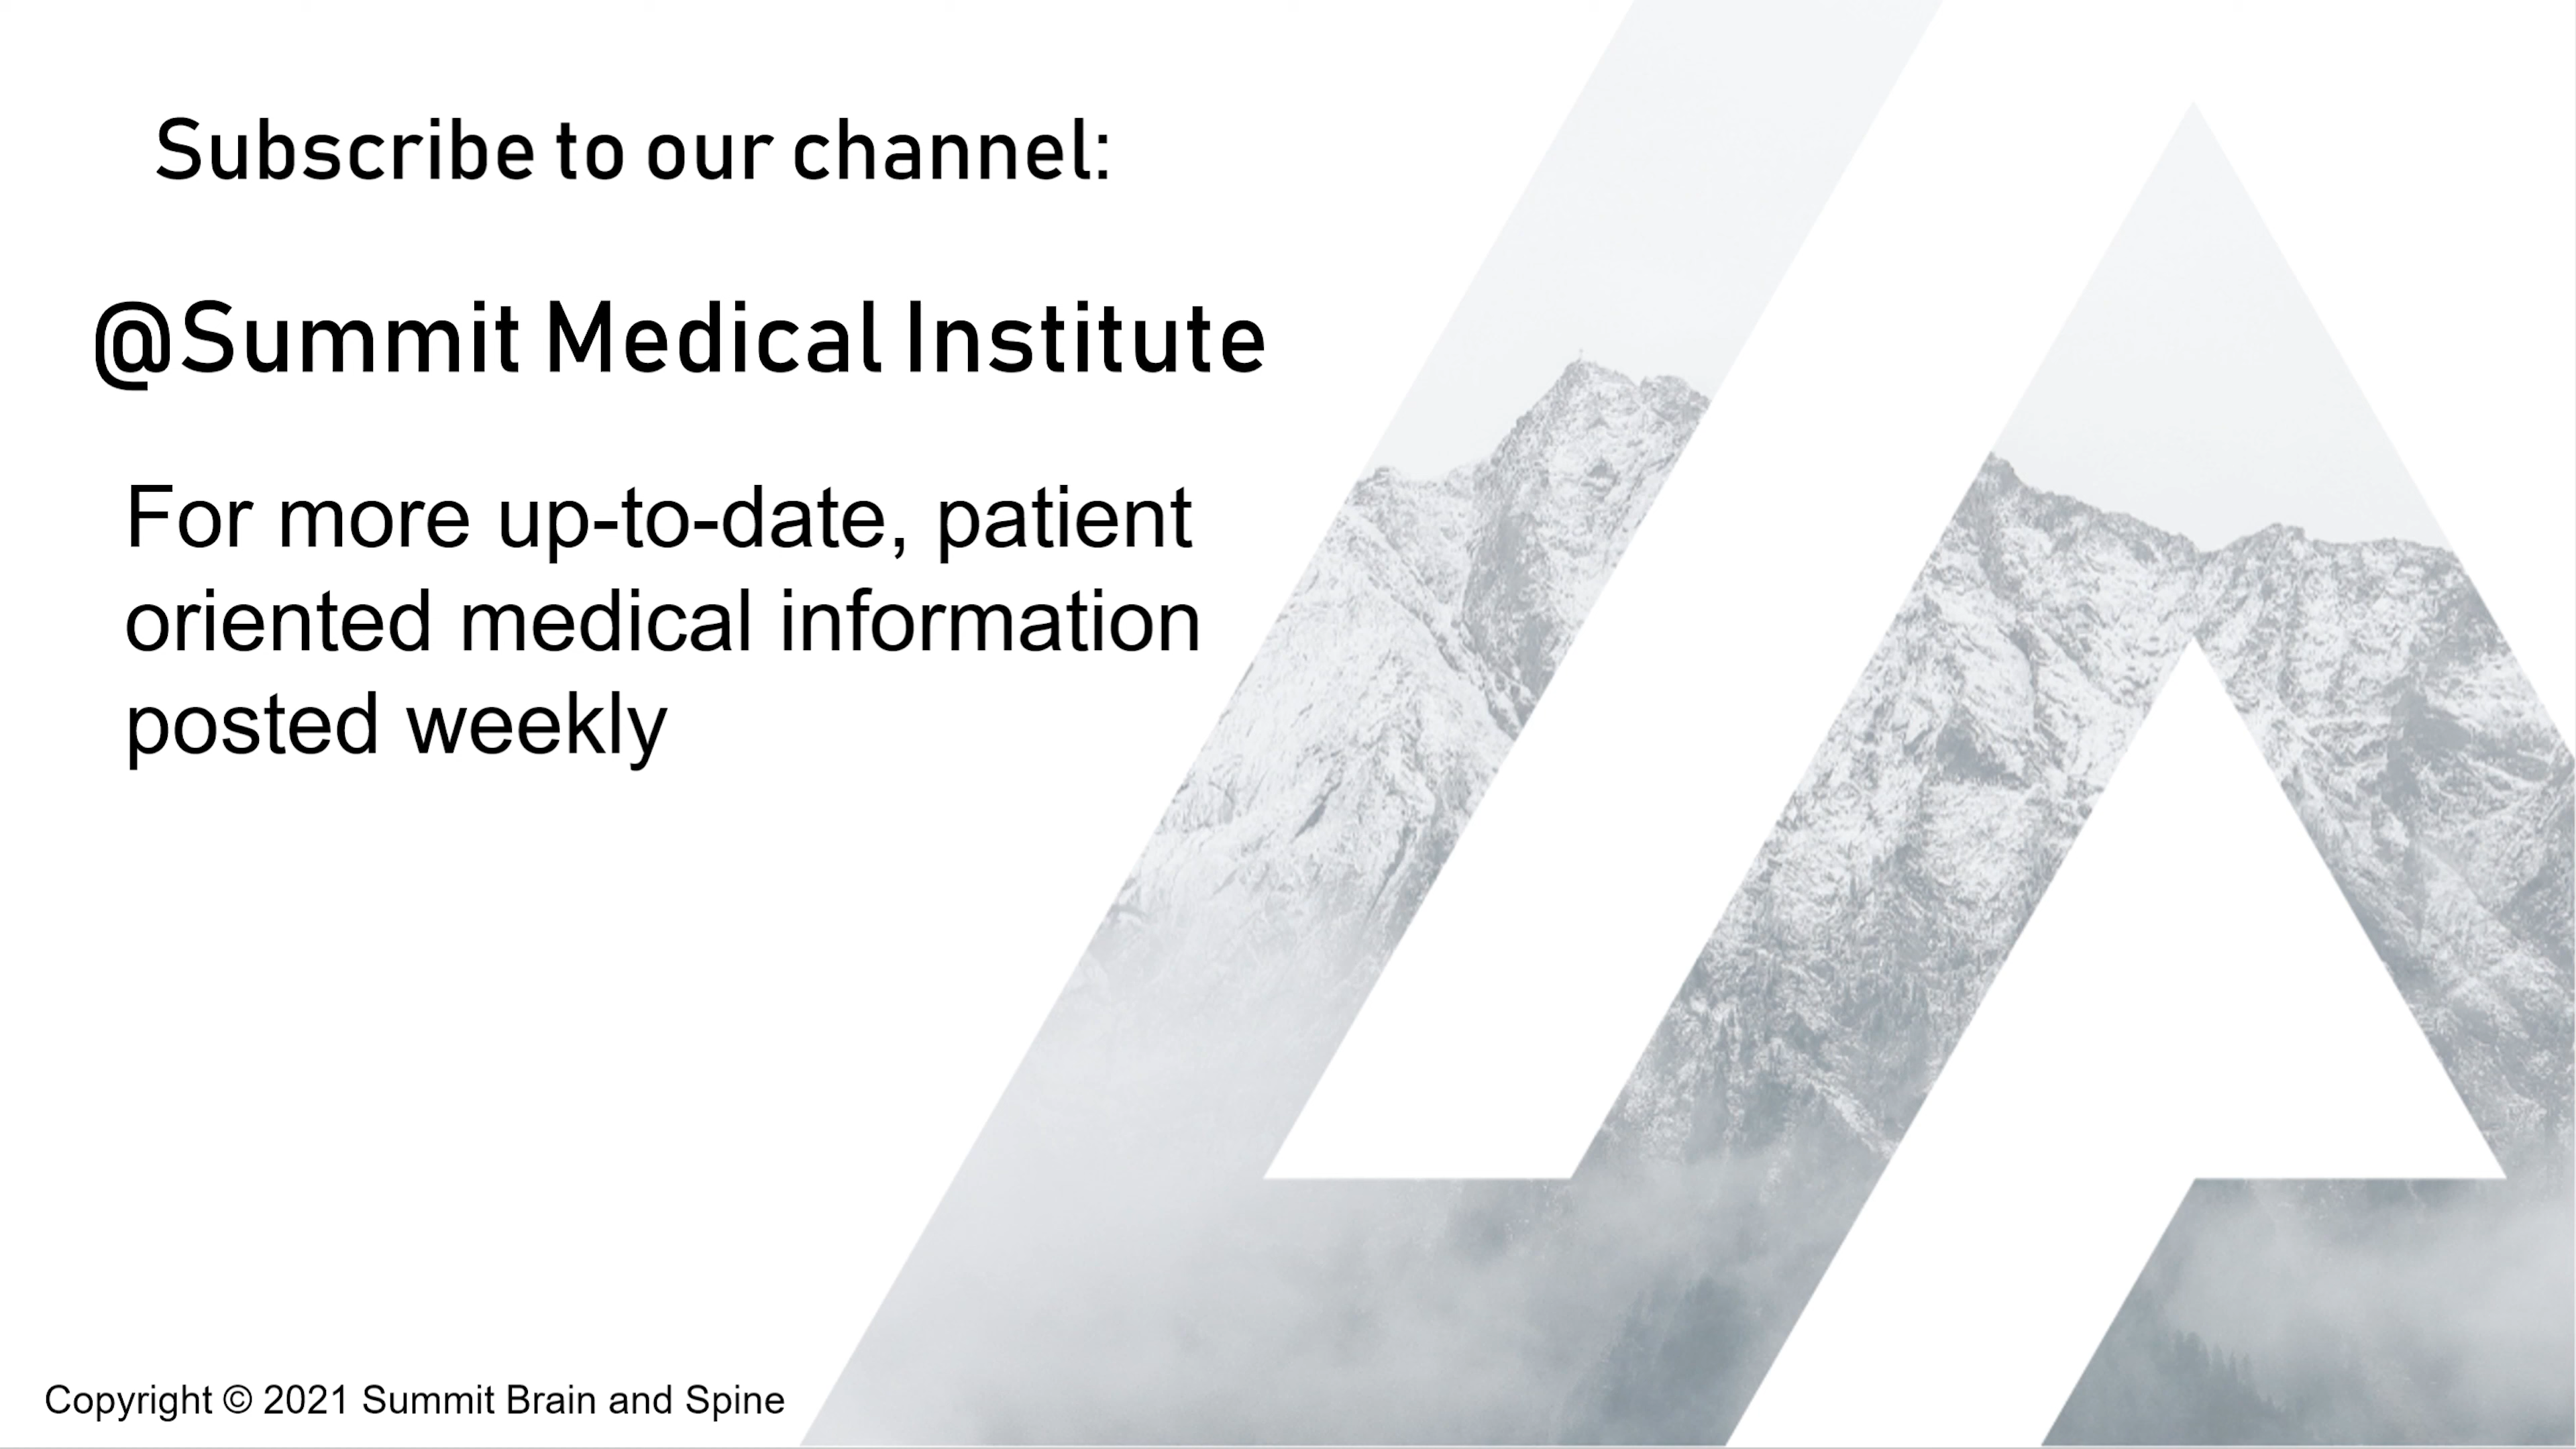 Subscribe to our channel:
@Summit Medical Institute
For more up-to-date, patient
oriented medical information
posted weekly
Copyright © 2021 Summit Brain and Spine